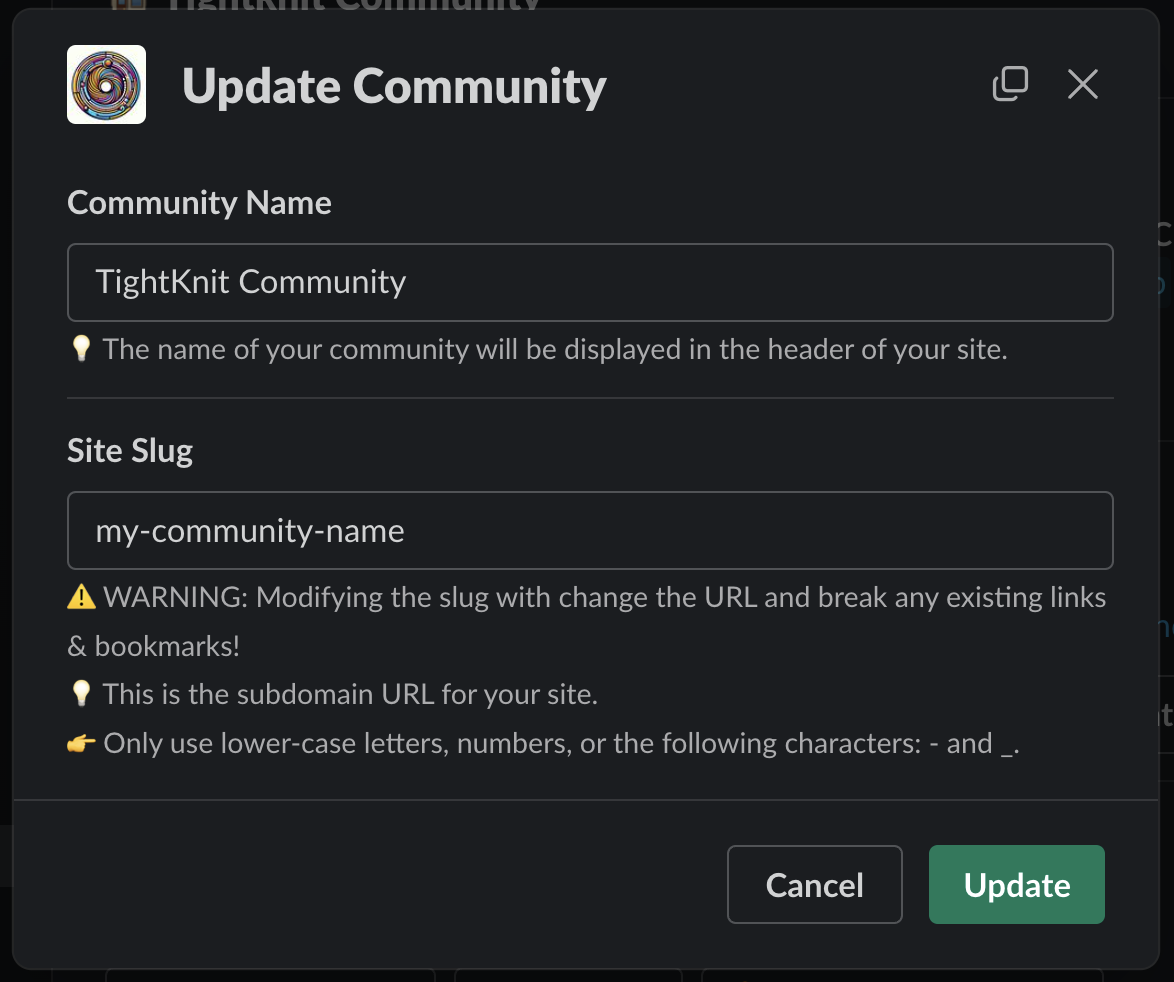 TightKnit Community
Update Community
Community Name
TightKnit Community
💡 The name of your community will be displayed in the header of your site.
Site Slug
my-community-name
⚠️ WARNING: Modifying the slug with change the URL and break any existing links
& bookmarks!
💡 This is the subdomain URL for your site.
👉 Only use lower-case letters, numbers, or the following characters: - and _.
Cancel
Update